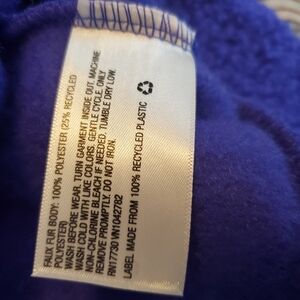 FAUX FUR BODY: 100% POLYESTER (25% RECYCLED
POLYESTER)
WASH BEFORE WEAR. TURN GARMENT INSIDE OUT. MACHINE
WASH COLD WITH LIKE COLORS. GENTLE CYCLE. ONLY
NON-CHLORINE BLEACH IF NEEDED. TUMBLE DRY LOW.
REMOVE PROMPTLY. DO NOT IRON.
RN17730 VN1042782
LABEL MADE FROM 100% RECYCLED PLASTIC